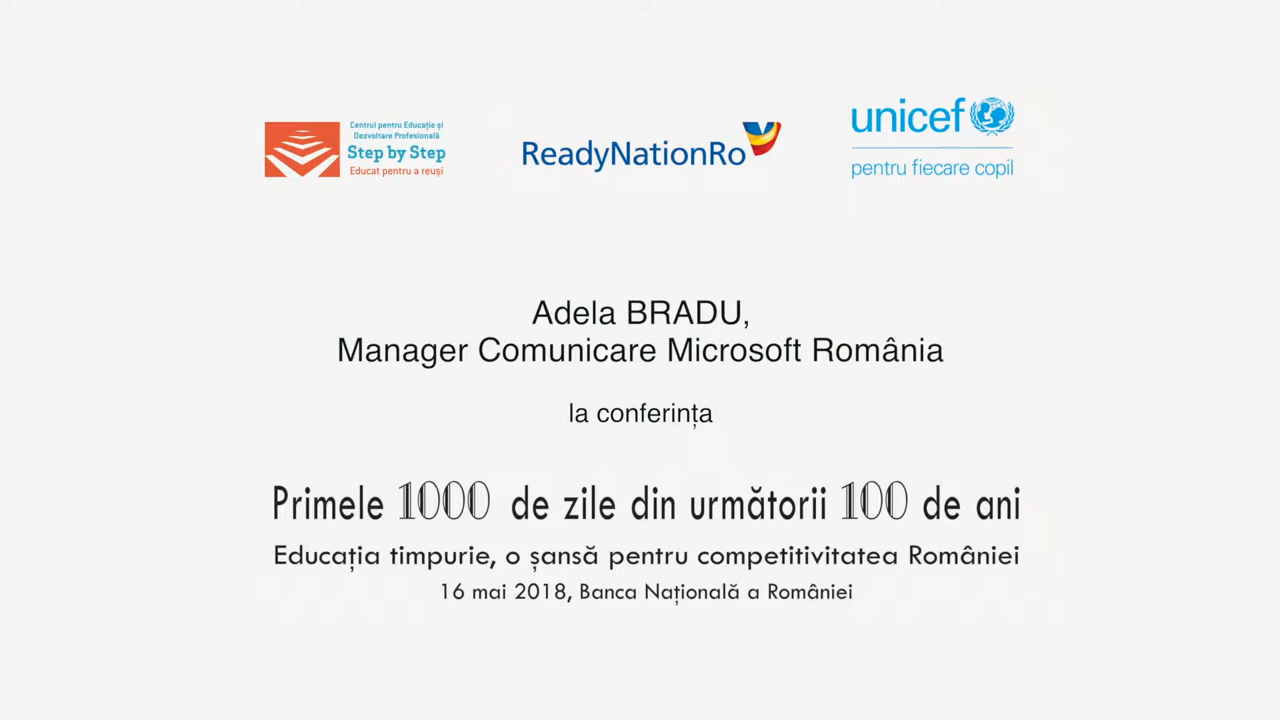 Centrul pentru Educație și
Dezvoltare Profesională
Step by Step
Educat pentru a reuși
ReadyNationRo
unicef
pentru fiecare copil
Adela BRADU,
Manager Comunicare Microsoft România
la conferința
Primele 1000 de zile din următorii 100 de ani
Educația timpurie, o șansă pentru competitivitatea României
16 mai 2018, Banca Națională a României